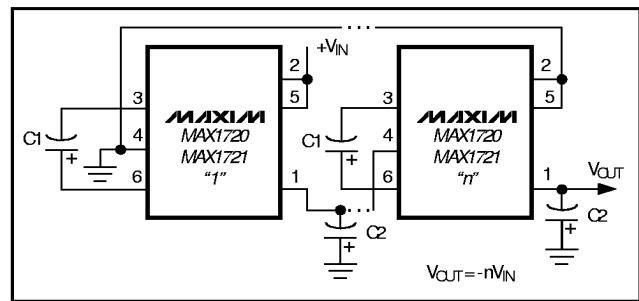 +VIN
2
5
3
4
6
1
C1
+
MAXIM
MAX1720
MAX1721
"1"
C2
+
2
5
3
4
6
1
C1
+
MAXIM
MAX1720
MAX1721
"n"
VOUT
C2
+
VOUT = -nVIN